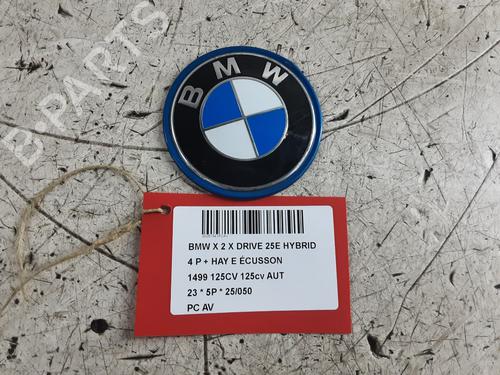 BMW
B-PARTS
BMW X 2 X DRIVE 25E HYBRID
4 P + HAY E ÉCUSSON
1499 125CV 125cv AUT
23 * 5P * 25/050
PC AV